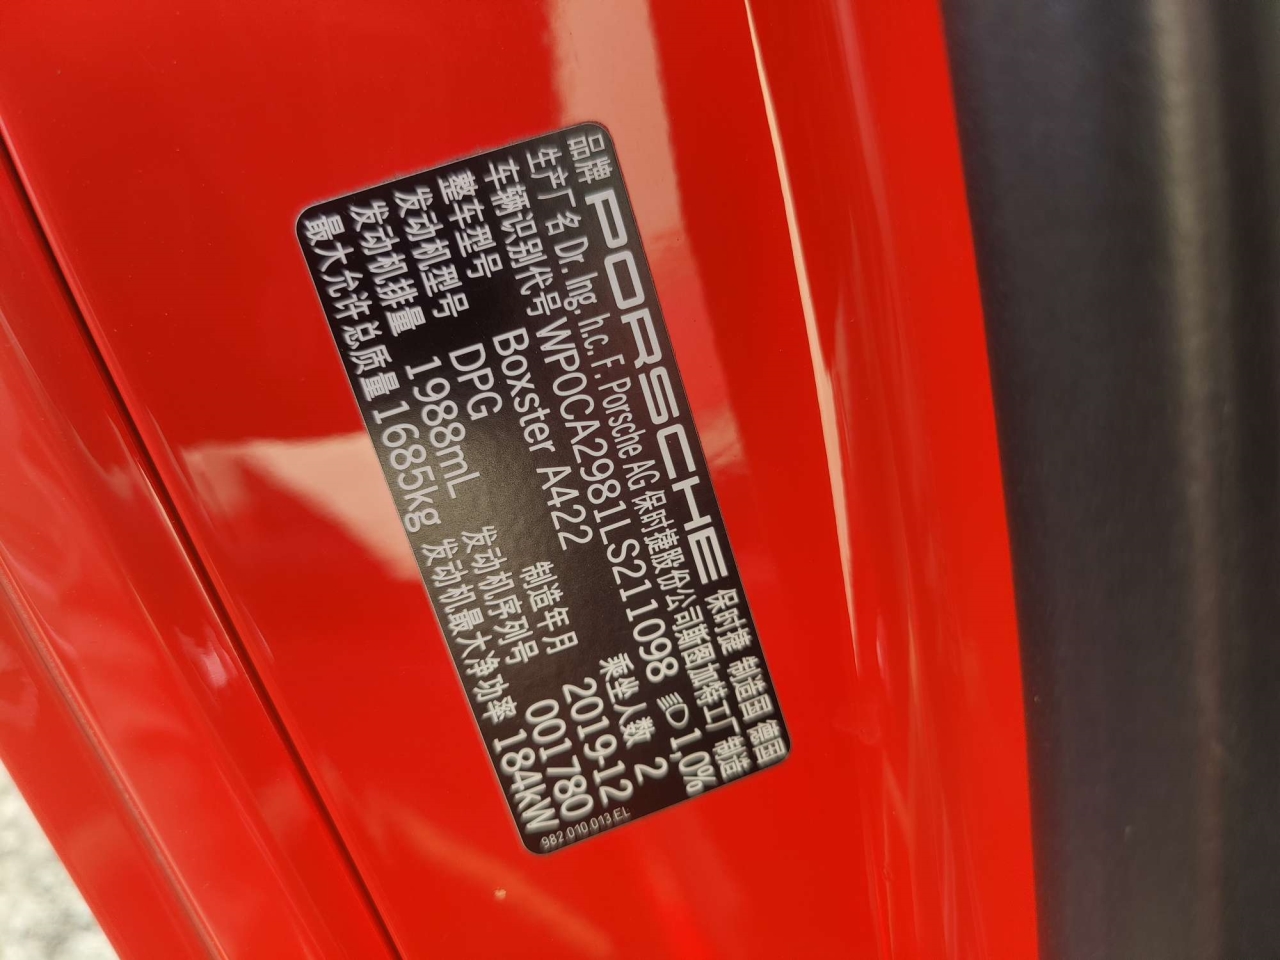 品牌 PORSCHE 保时捷 制造国 德国
生产厂名 Dr. Ing. h.c. F. Porsche AG 保时捷股份公司斯图加特工厂 制造
车辆识别代号 WP0CA2981LS211098 1,0%
整车型号 Boxster A422 乘坐人数 2
发动机型号 DPG 制造年月 2019-12
发动机排量 1988mL 发动机序列号 001780
最大允许总质量 1685kg 发动机最大净功率 184kW
982.010.013.EL